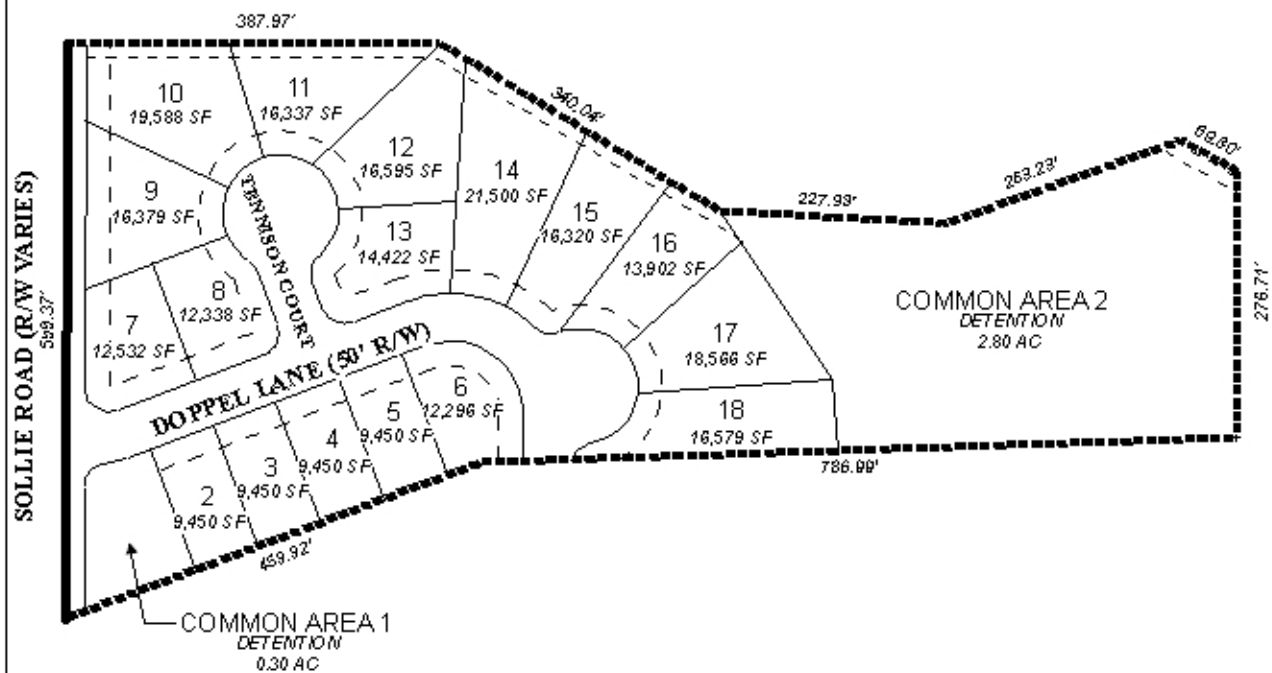 387.97'
10
19,588 SF
11
16,337 SF
340.04'
12
16,595 SF
14
21,500 SF
69.60'
263.23'
227.93'
SOLLIE ROAD (R/W VARIES)
599.37'
9
16,379 SF
TENNISON COURT
13
14,422 SF
15
16,320 SF
16
13,902 SF
8
12,338 SF
7
12,532 SF
COMMON AREA 2
DETENTION
2.80 AC
276.71'
17
18,566 SF
DOPPEL LANE (50' R/W)
6
12,296 SF
5
9,450 SF
18
16,579 SF
4
9,450 SF
3
9,450 SF
2
9,450 SF
786.99'
459.92'
COMMON AREA 1
DETENTION
0.30 AC